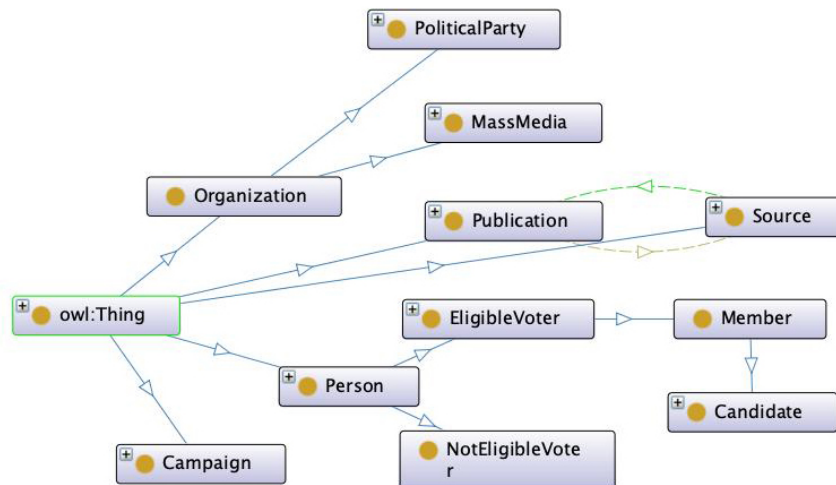 PoliticalParty
MassMedia
Organization
Publication
Source
owl:Thing
EligibleVoter
Member
Person
Candidate
NotEligibleVote
r
Campaign